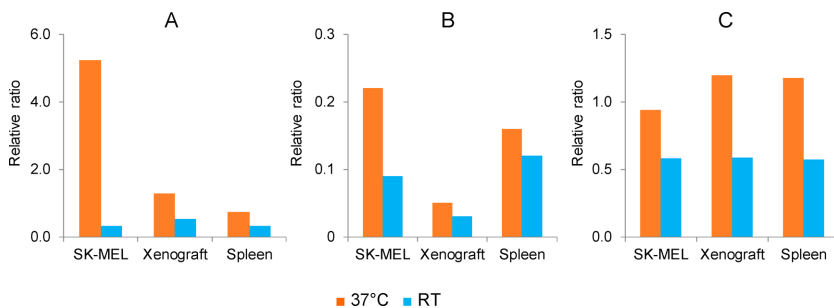 A
Relative ratio
6.0
4.0
2.0
0.0
SK-MEL Xenograft Spleen
B
Relative ratio
0.3
0.2
0.1
0
SK-MEL Xenograft Spleen
C
Relative ratio
1.5
1.0
0.5
0
SK-MEL Xenograft Spleen
37°C RT